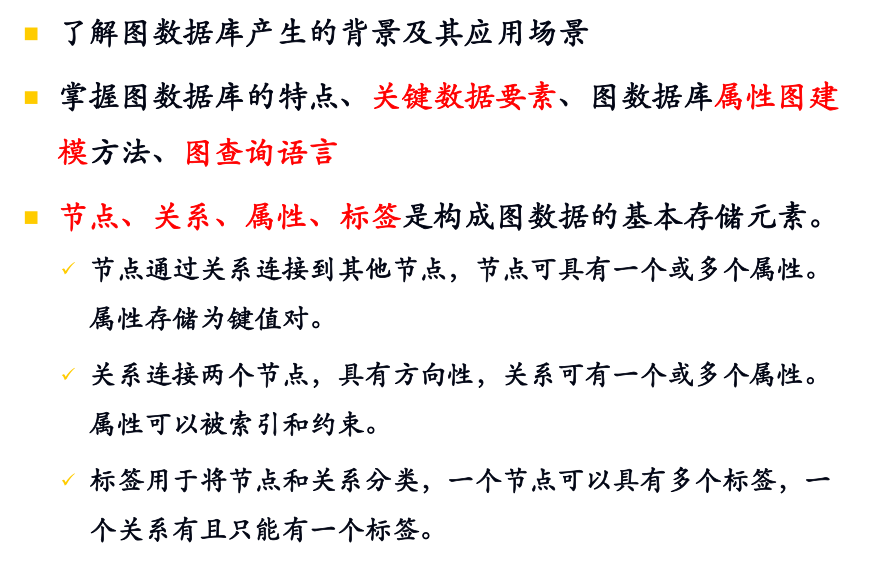 了解图数据库产生的背景及其应用场景
掌握图数据库的特点、关键数据要素、图数据库属性图建
模方法、图查询语言
节点、关系、属性、标签是构成图数据的基本存储元素。
节点通过关系连接到其他节点，节点可具有一个或多个属性。
属性存储为键值对。
关系连接两个节点，具有方向性，关系可有一个或多个属性。
属性可以被索引和约束。
标签用于将节点和关系分类，一个节点可以具有多个标签，一
个关系有且只能有一个标签。